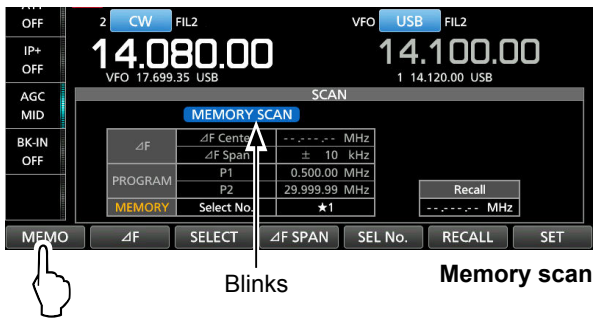 ATT
OFF
2 CW FIL2 VFO USB FIL2
14.080.00 14.100.00
VFO 17.699.35 USB 1 14.120.00 USB
IP+
OFF
AGC
MID
BK-IN
OFF
SCAN
MEMORY SCAN
⊿F ⊿F Center --.---.-- MHz
⊿F Span ± 10 kHz
PROGRAM P1 0.500.00 MHz
P2 29.999.99 MHz
MEMORY Select No. ★1
Recall
--.---.-- MHz
MEMO ⊿F SELECT ⊿F SPAN SEL No. RECALL SET
Blinks
Memory scan